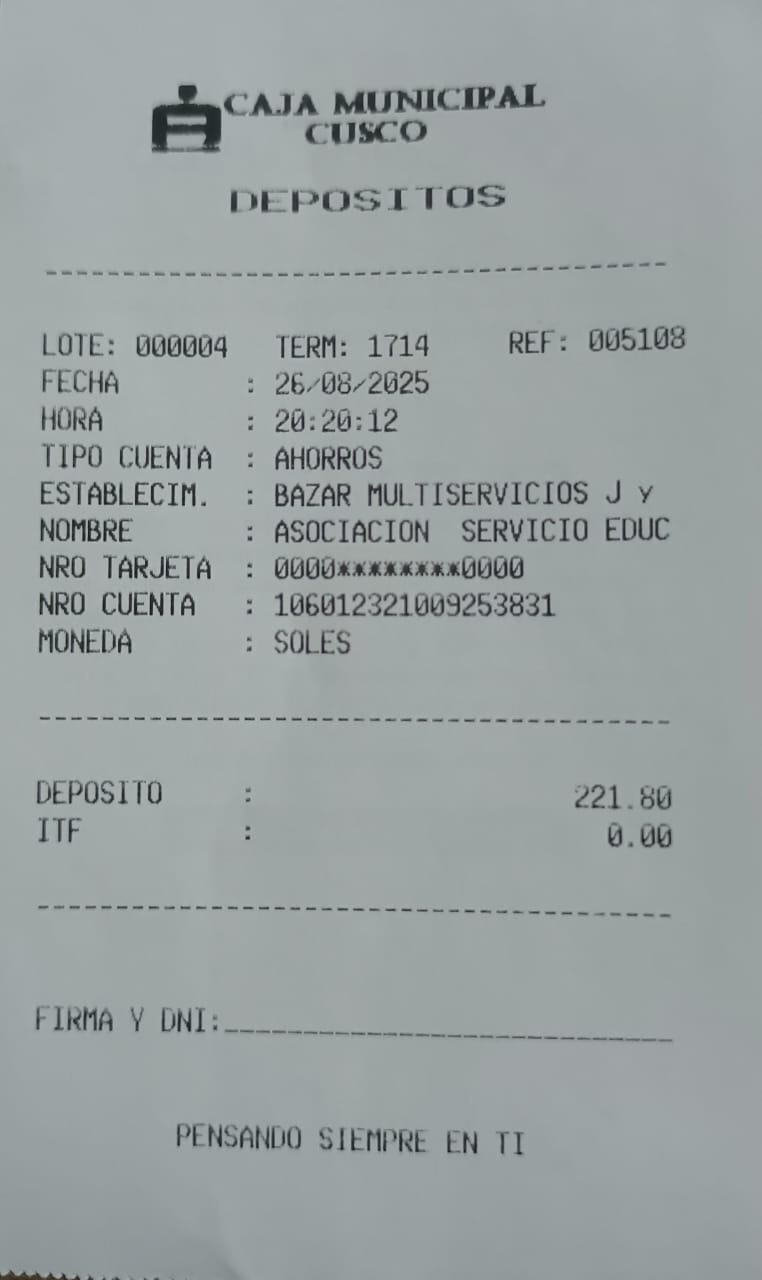 CAJA MUNICIPAL
CUSCO
DEPOSITOS
LOTE: 000004 TERM: 1714 REF: 005108
FECHA : 26/08/2025
HORA : 20:20:12
TIPO CUENTA : AHORROS
ESTABLECIM. : BAZAR MULTISERVICIOS J y
NOMBRE : ASOCIACION SERVICIO EDUC
NRO TARJETA : 0000********0000
NRO CUENTA : 106012321009253831
MONEDA : SOLES
DEPOSITO : 221.80
ITF : 0.00
FIRMA Y DNI:
PENSANDO SIEMPRE EN TI